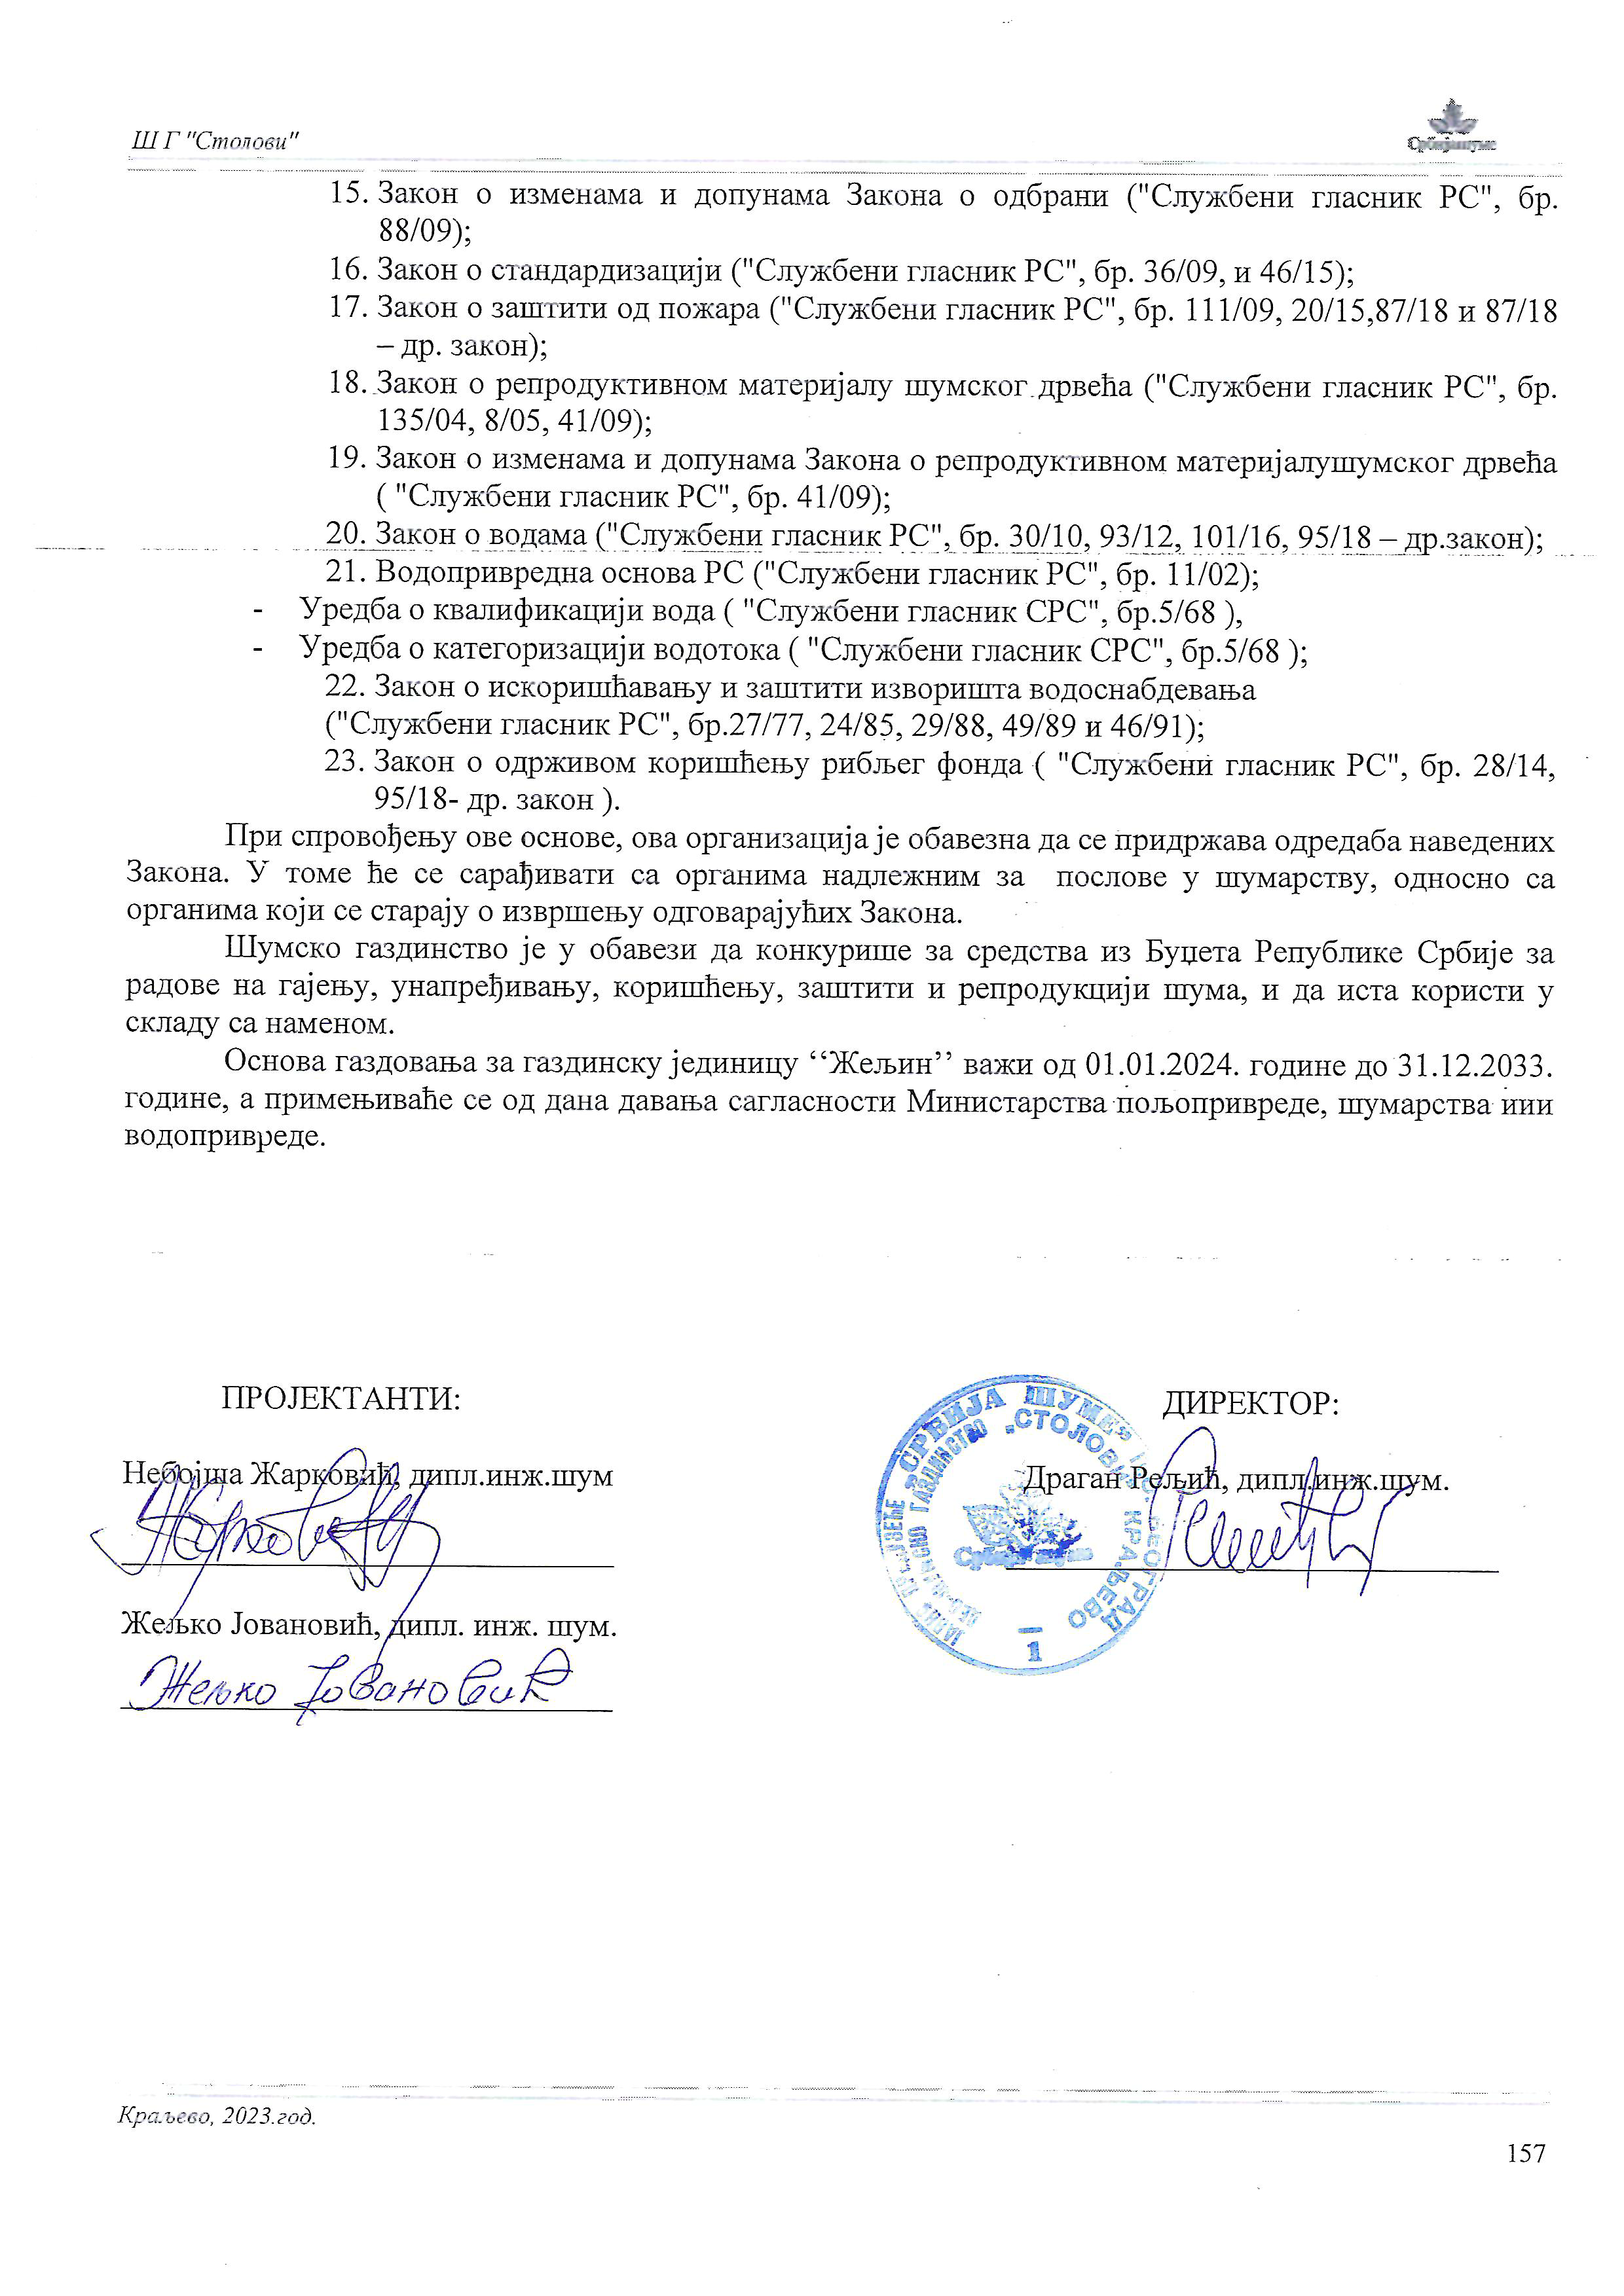 Ш Г "Столови"
Србијашуме
15. Закон о изменама и допунама Закона о одбрани ("Службени гласник РС", бр.
88/09);
16. Закон о стандардизацији ("Службени гласник РС", бр. 36/09, и 46/15);
17. Закон о заштити од пожара ("Службени гласник РС", бр. 111/09, 20/15,87/18 и 87/18
– др. закон);
18. Закон о репродуктивном материјалу шумског дрвећа ("Службени гласник РС", бр.
135/04, 8/05, 41/09);
19. Закон о изменама и допунама Закона о репродуктивном материјалушумског дрвећа
( "Службени гласник РС", бр. 41/09);
20. Закон о водама ("Службени гласник РС", бр. 30/10, 93/12, 101/16, 95/18 – др.закон);
21. Водопривредна основа РС ("Службени гласник РС", бр. 11/02);
- Уредба о квалификацији вода ( "Службени гласник СРС", бр.5/68 ),
- Уредба о категоризацији водотока ( "Службени гласник СРС", бр.5/68 );
22. Закон о искоришћавању и заштити изворишта водоснабдевања
("Службени гласник РС", бр.27/77, 24/85, 29/88, 49/89 и 46/91);
23. Закон о одрживом коришћењу рибљег фонда ( "Службени гласник РС", бр. 28/14,
95/18- др. закон ).
При спровођењу ове основе, ова организација је обавезна да се придржава одредаба наведених
Закона. У томе ће се сарађивати са органима надлежним за послове у шумарству, односно са
органима који се старају о извршењу одговарајућих Закона.
Шумско газдинство је у обавези да конкурише за средства из Буџета Републике Србије за
радове на гајењу, унапређивању, коришћењу, заштити и репродукцији шума, и да иста користи у
складу са наменом.
Основа газдовања за газдинску јединицу ‘‘Жељин’’ важи од 01.01.2024. године до 31.12.2033.
године, а примењиваће се од дана давања сагласности Министарства пољопривреде, шумарства иии
водопривреде.
ПРОЈЕКТАНТИ:
ДИРЕКТОР:
Небојша Жарковић, дипл.инж.шум
Драган Рељић, дипл.инж.шум.
Жарковић
"СРБИЈА ШУМЕ"
ГАЗДИНСТВО "СТОЛОВИ" КРАЉЕВО
Србијашуме
1
Жељко Јовановић, дипл. инж. шум.
Жељко Јовановић
Краљево, 2023.год.
157